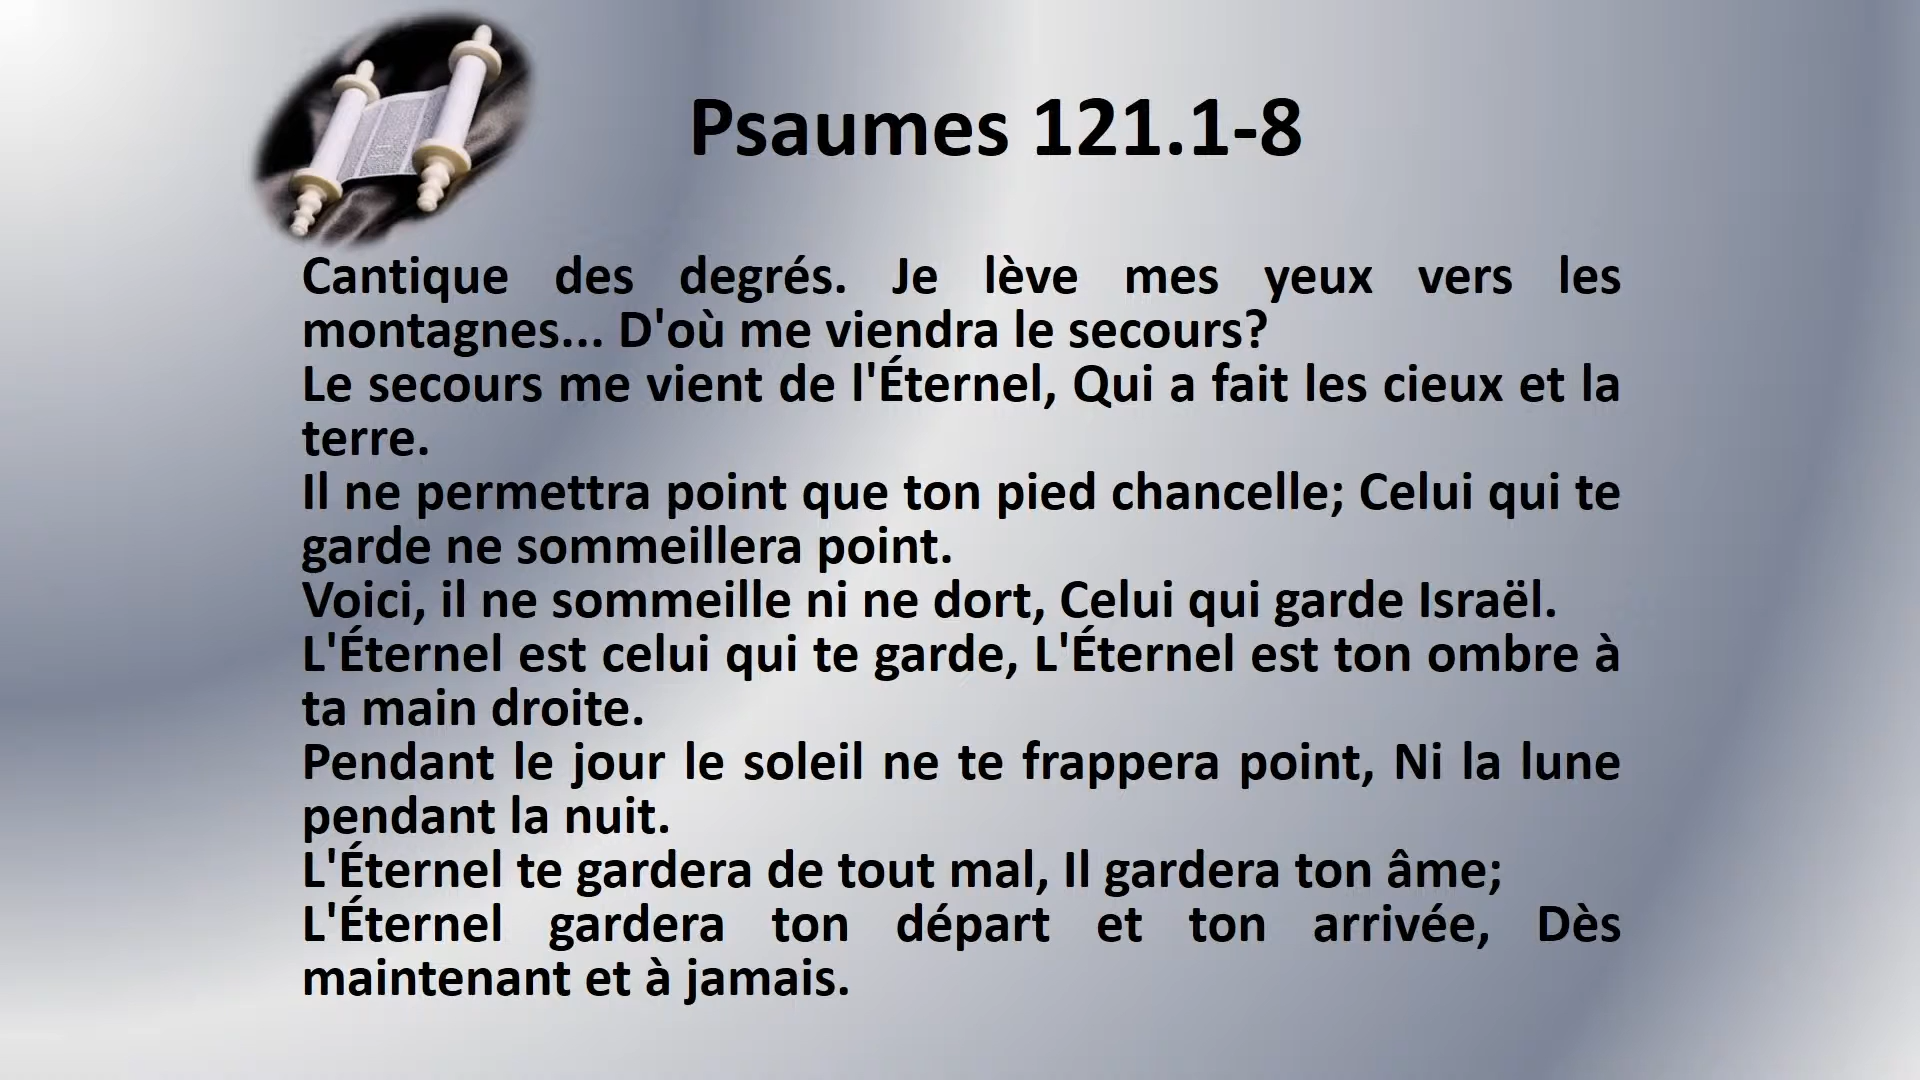 Psaumes 121.1-8
Cantique des degrés. Je lève mes yeux vers les
montagnes... D'où me viendra le secours?
Le secours me vient de l'Éternel, Qui a fait les cieux et la
terre.
Il ne permettra point que ton pied chancelle; Celui qui te
garde ne sommeillera point.
Voici, il ne sommeille ni ne dort, Celui qui garde Israël.
L'Éternel est celui qui te garde, L'Éternel est ton ombre à
ta main droite.
Pendant le jour le soleil ne te frappera point, Ni la lune
pendant la nuit.
L'Éternel te gardera de tout mal, Il gardera ton âme;
L'Éternel gardera ton départ et ton arrivée, Dès
maintenant et à jamais.